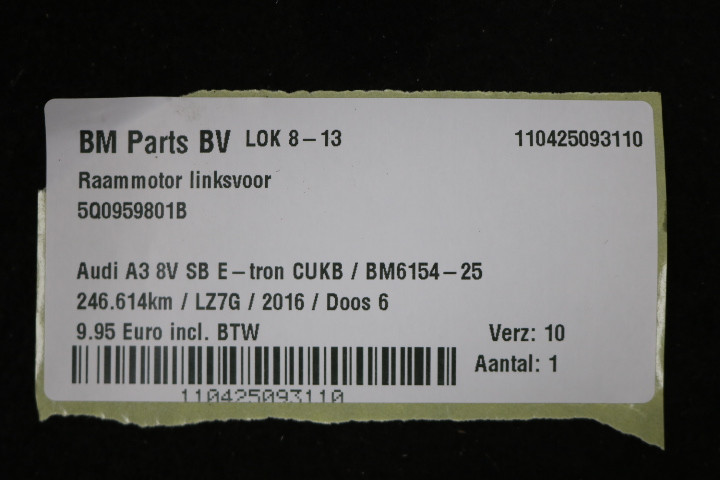 BM Parts BV LOK 8-13 110425093110
Raammotor linksvoor
5Q0959801B
Audi A3 8V SB E-tron CUKB / BM6154-25
246.614km / LZ7G / 2016 / Doos 6
9.95 Euro incl. BTW Verz: 10
Aantal: 1
110425093110